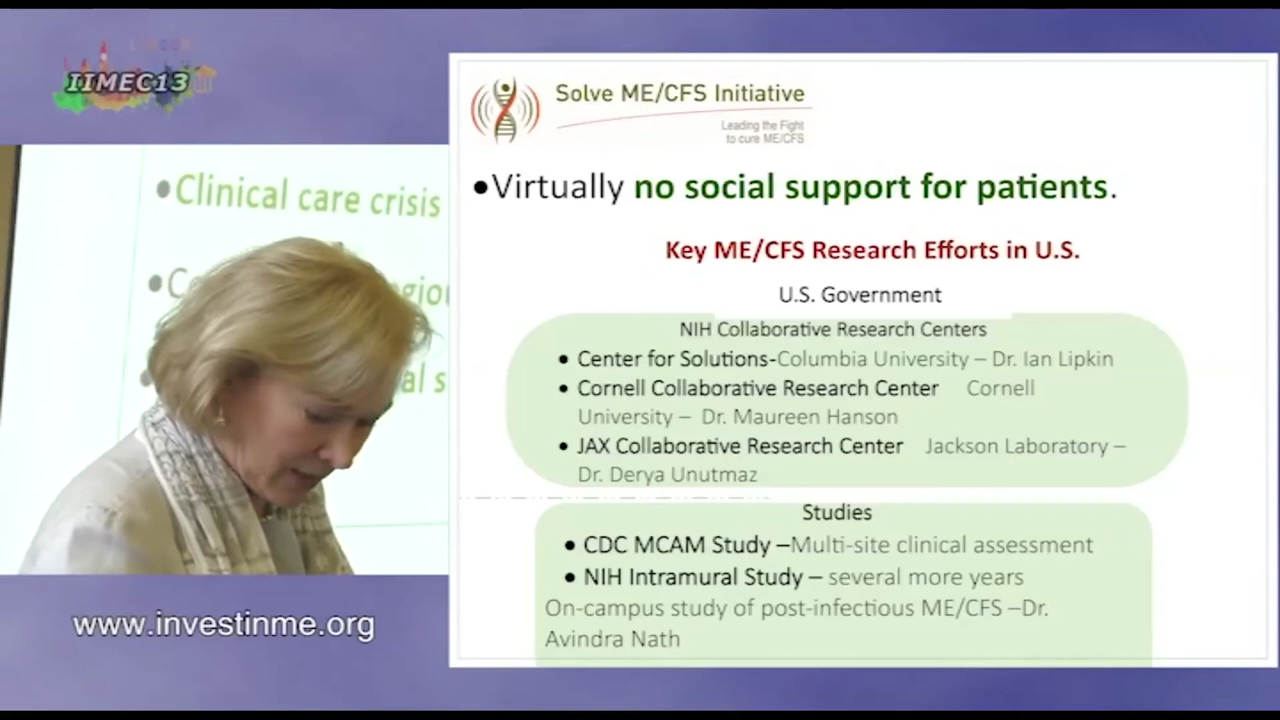 IIMEC13
Solve ME/CFS Initiative
Leading the Fight
to cure ME/CFS
•Virtually no social support for patients.
Key ME/CFS Research Efforts in U.S.
U.S. Government
NIH Collaborative Research Centers
• Center for Solutions-Columbia University – Dr. Ian Lipkin
• Cornell Collaborative Research Center Cornell
University – Dr. Maureen Hanson
• JAX Collaborative Research Center Jackson Laboratory –
Dr. Derya Unutmaz
Studies
• CDC MCAM Study –Multi-site clinical assessment
• NIH Intramural Study – several more years
On-campus study of post-infectious ME/CFS –Dr.
Avindra Nath
•Clinical care crisis
www.investinme.org